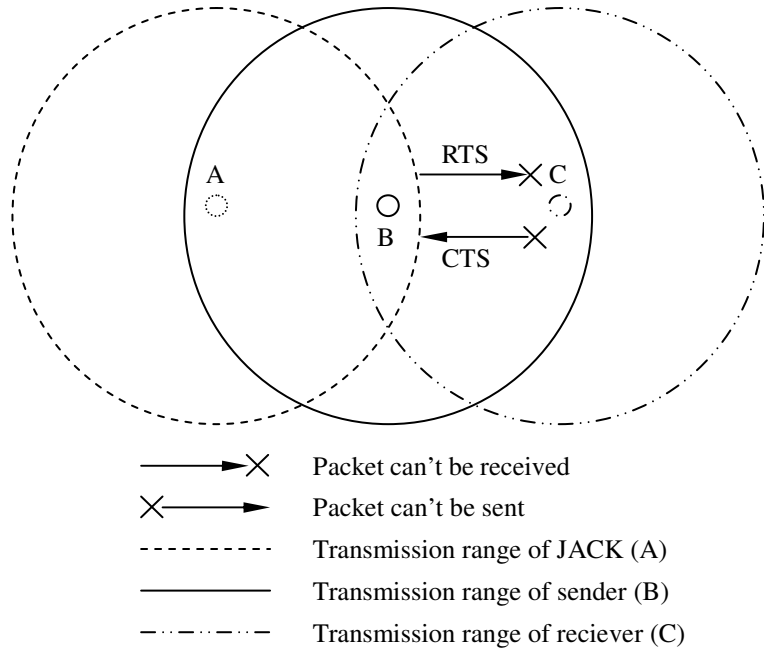 A
RTS
C
B
CTS
Packet can't be received
Packet can't be sent
Transmission range of JACK (A)
Transmission range of sender (B)
Transmission range of reciever (C)